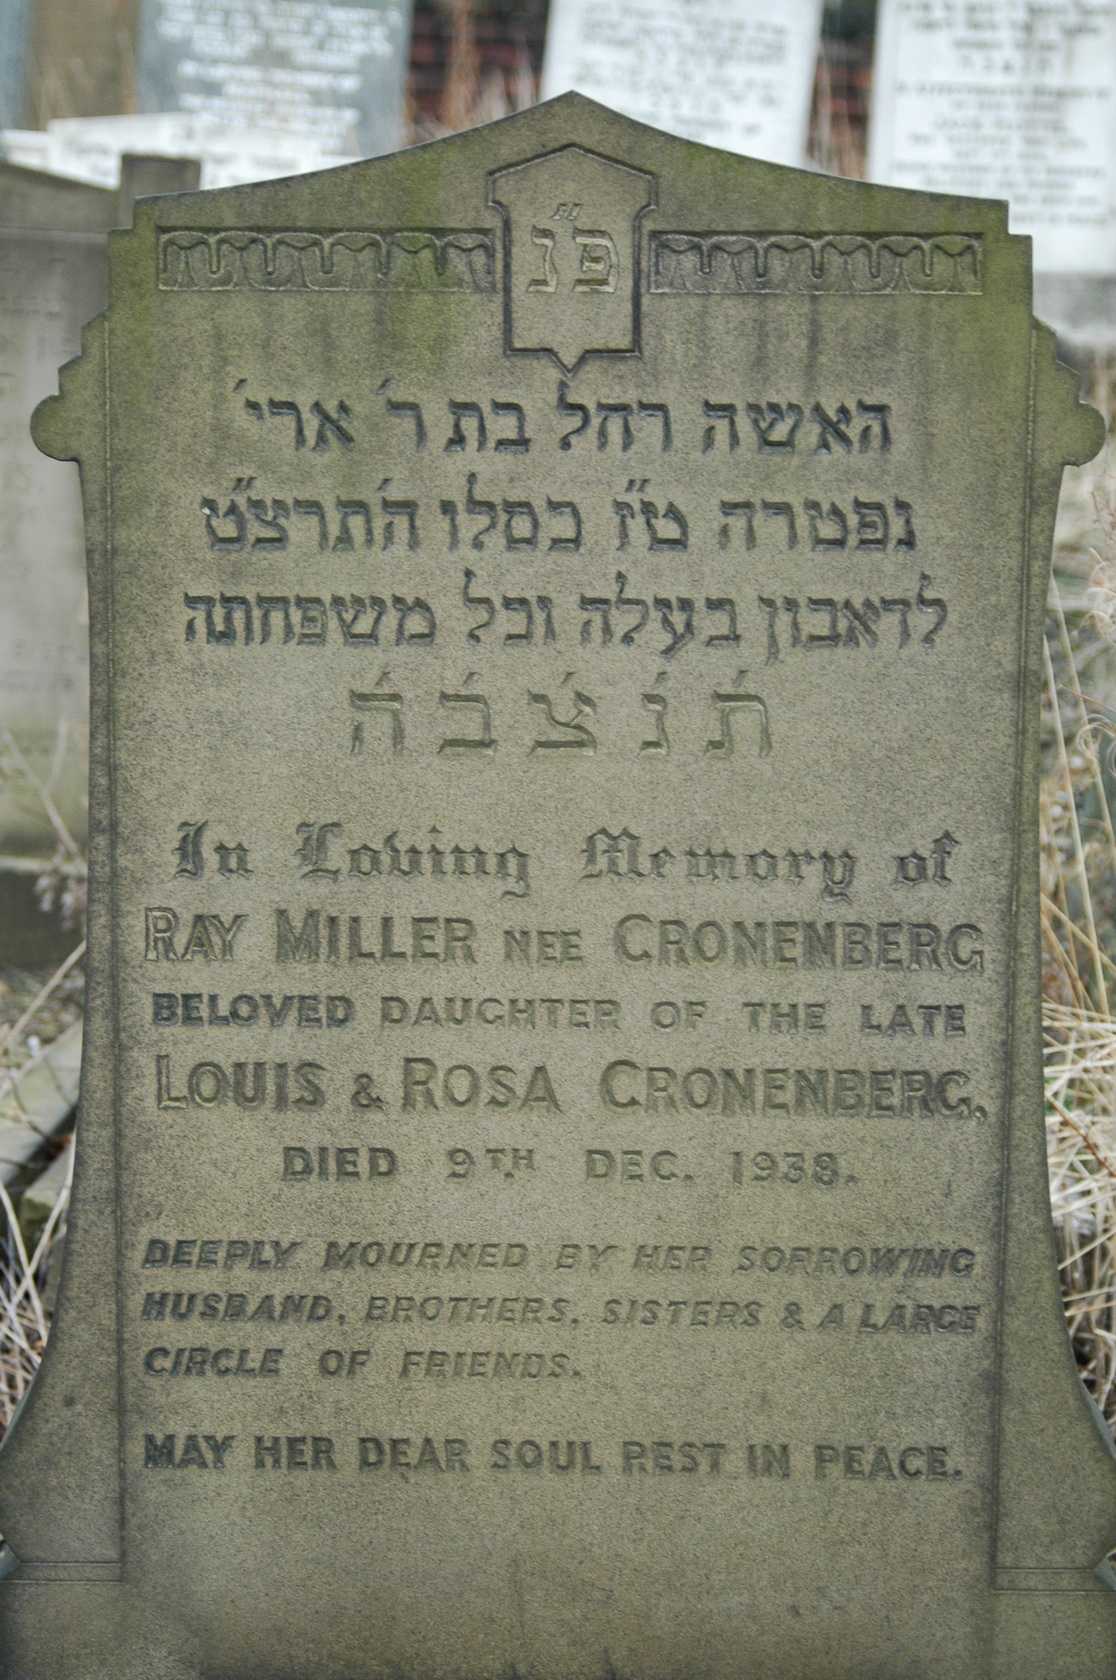 פ״נ
האשה רחל בת ר׳ ארי׳
נפטרה ט״ז כסלו ה׳תרצ״ט
לדאבון בעלה וכל משפחתה
ת׳ נ׳ צ׳ ב׳ ה׳
In Loving Memory of
RAY MILLER NEE CRONENBERG
BELOVED DAUGHTER OF THE LATE
LOUIS & ROSA CRONENBERG,
DIED 9TH DEC. 1938.
DEEPLY MOURNED BY HER SORROWING
HUSBAND, BROTHERS, SISTERS & A LARGE
CIRCLE OF FRIENDS.
MAY HER DEAR SOUL REST IN PEACE.